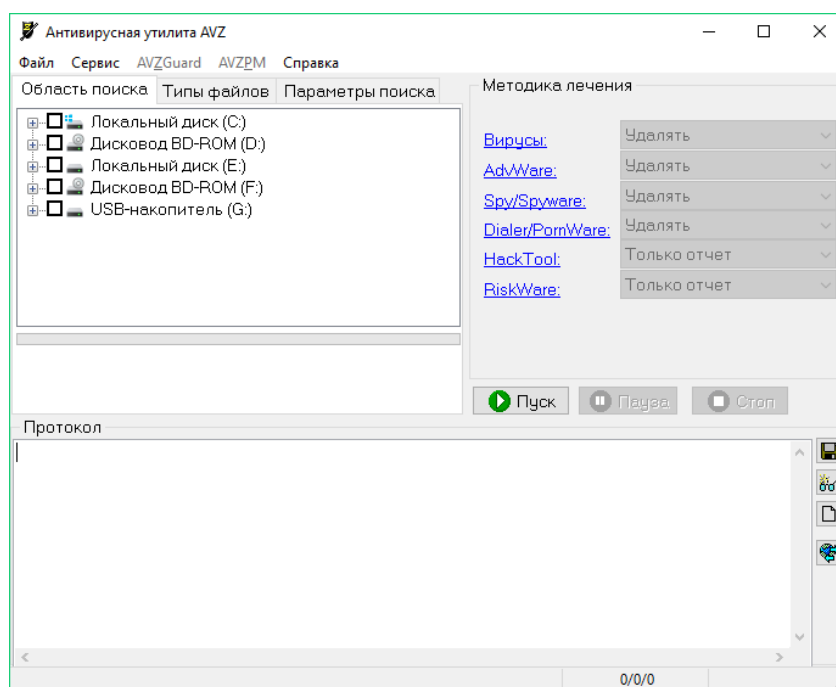 Антивирусная утилита AVZ
Файл Сервис AVZGuard AVZPM Справка
Область поиска Типы файлов Параметры поиска
Локальный диск (C:)
Дисковод BD-ROM (D:)
Локальный диск (E:)
Дисковод BD-ROM (F:)
USB-накопитель (G:)
Методика лечения
Вирусы: Удалять
AdvWare: Удалять
Spy/Spyware: Удалять
Dialer/PornWare: Удалять
HackTool: Только отчет
RiskWare: Только отчет
Пуск Пауза Стоп
Протокол
0/0/0